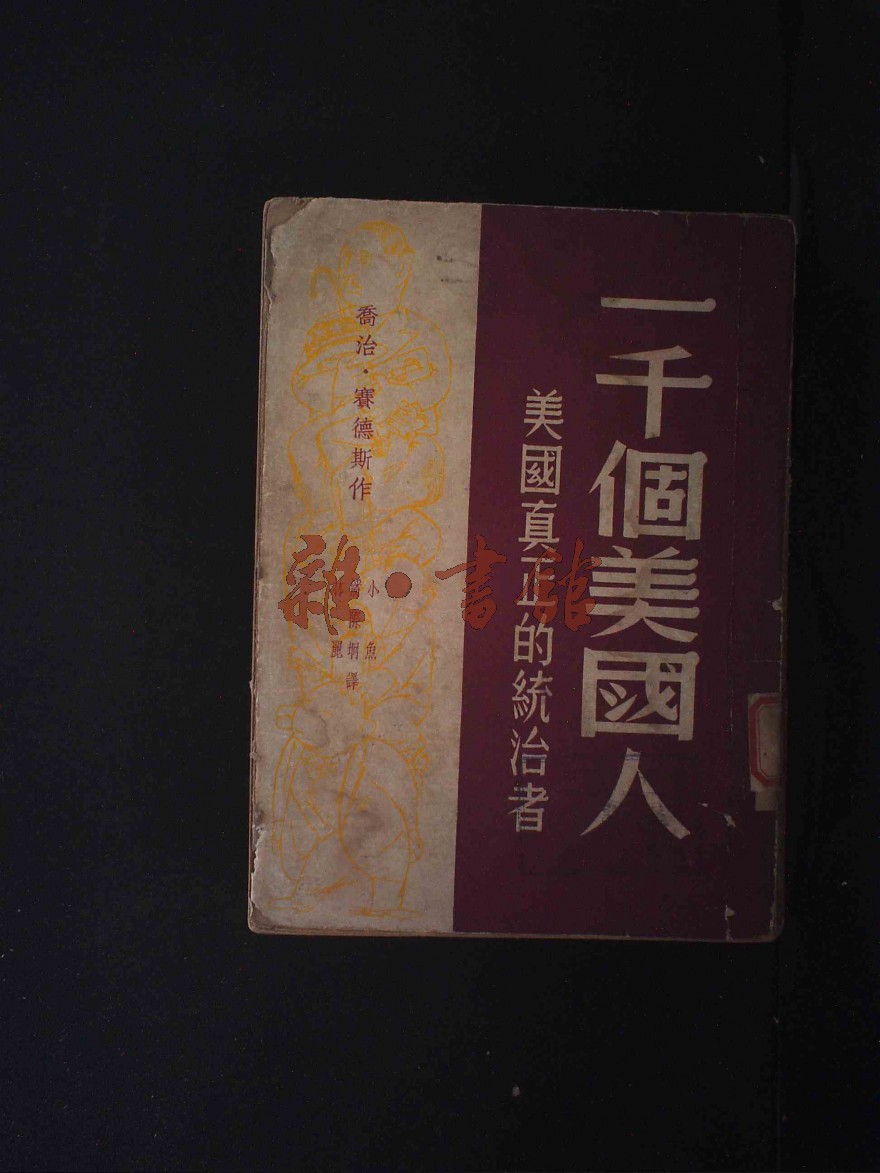 一千個美國人
美國真正的統治者
喬治·賽德斯作
小魚
譯
雜·書館